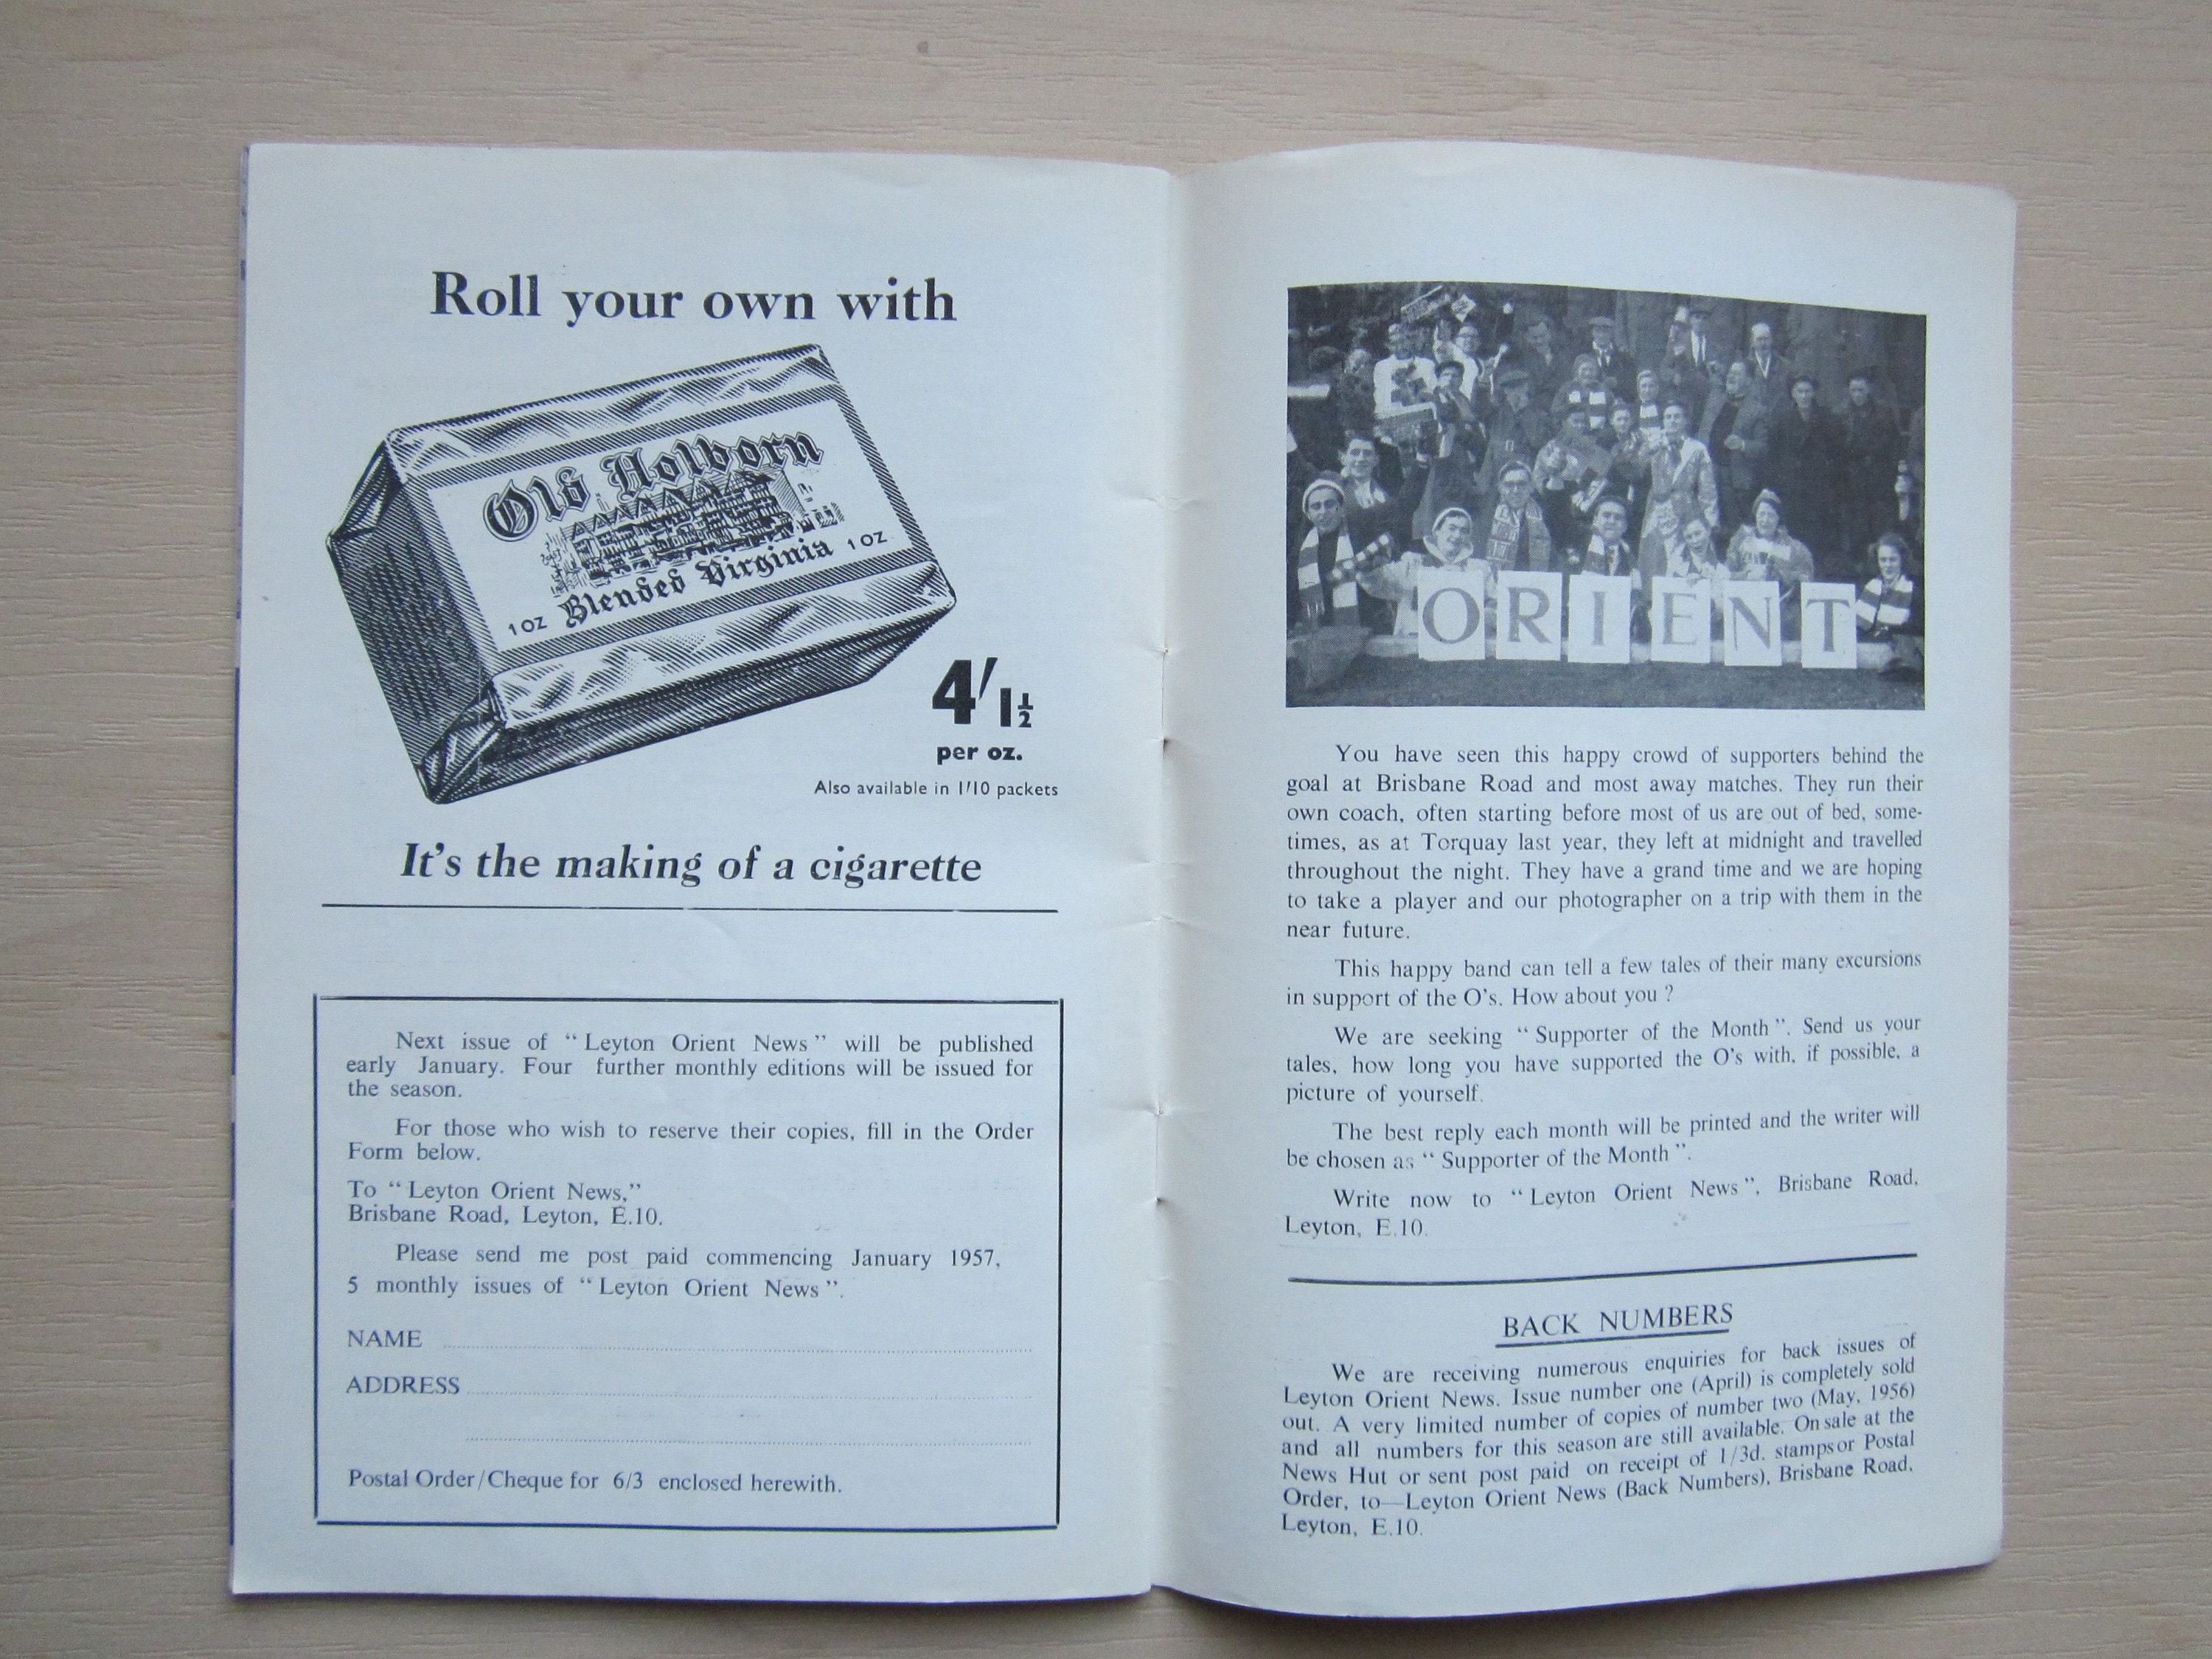 Roll your own with
Old Holborn
Blended Virginia
1 OZ
1 OZ
4/1½
per oz.
Also available in 1/10 packets
It's the making of a cigarette
Next issue of “Leyton Orient News” will be published
early January. Four further monthly editions will be issued for
the season.
For those who wish to reserve their copies, fill in the Order
Form below.
To “Leyton Orient News,”
Brisbane Road, Leyton, E.10.
Please send me post paid commencing January 1957,
5 monthly issues of “Leyton Orient News”.
NAME
ADDRESS
Postal Order/Cheque for 6/3 enclosed herewith.
ORIENT
You have seen this happy crowd of supporters behind the
goal at Brisbane Road and most away matches. They run their
own coach, often starting before most of us are out of bed, some-
times, as at Torquay last year, they left at midnight and travelled
throughout the night. They have a grand time and we are hoping
to take a player and our photographer on a trip with them in the
near future.
This happy band can tell a few tales of their many excursions
in support of the O's. How about you ?
We are seeking “Supporter of the Month”. Send us your
tales, how long you have supported the O's with, if possible, a
picture of yourself.
The best reply each month will be printed and the writer will
be chosen as “Supporter of the Month”.
Write now to “Leyton Orient News”, Brisbane Road,
Leyton, E.10.
BACK NUMBERS
We are receiving numerous enquiries for back issues of
Leyton Orient News. Issue number one (April) is completely sold
out. A very limited number of copies of number two (May, 1956)
and all numbers for this season are still available. On sale at the
News Hut or sent post paid on receipt of 1/3d. stamps or Postal
Order, to—Leyton Orient News (Back Numbers), Brisbane Road,
Leyton, E.10.